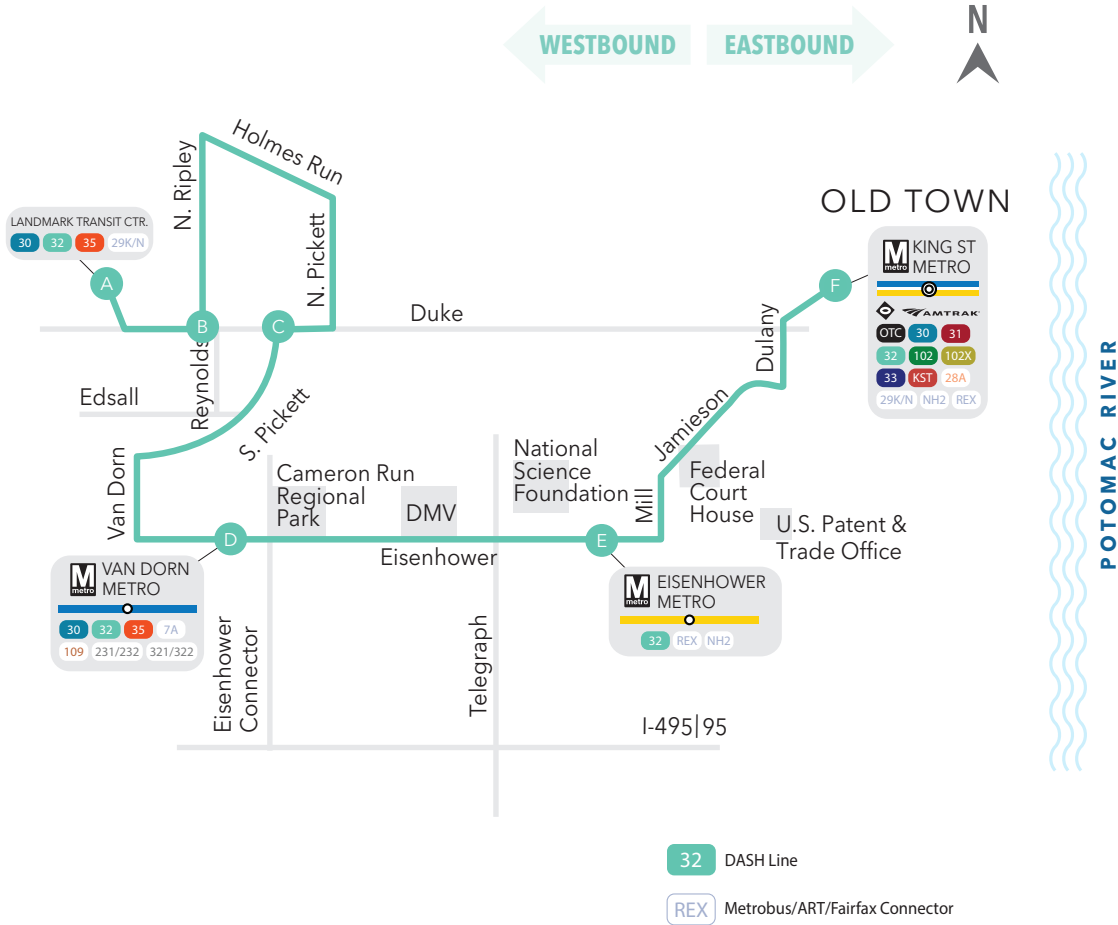 WESTBOUND
EASTBOUND
N
Holmes Run
N. Ripley
N. Pickett
LANDMARK TRANSIT CTR.
30 32 35 29K/N
A
B
C
Duke
Reynolds
Edsall
S. Pickett
Van Dorn
OLD TOWN
F
M
metro
KING ST
METRO
AMTRAK
OTC 30 31
32 102 102X
33 KST 28A
29K/N NH2 REX
Dulany
Jamieson
Mill
POTOMAC RIVER
Cameron Run
Regional
Park
DMV
National
Science
Foundation
Federal
Court
House
U.S. Patent &
Trade Office
D
E
Eisenhower
M
metro
VAN DORN
METRO
30 32 35 7A
109 231/232 321/322
M
metro
EISENHOWER
METRO
32 REX NH2
Eisenhower
Connector
Telegraph
I-495|95
32 DASH Line
REX Metrobus/ART/Fairfax Connector